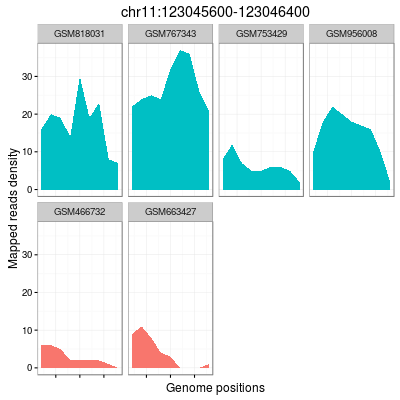 chr11:123045600-123046400
GSM818031 GSM767343 GSM753429 GSM956008
30
20
10
0
GSM466732 GSM663427
30
20
10
0
Mapped reads density
Genome positions